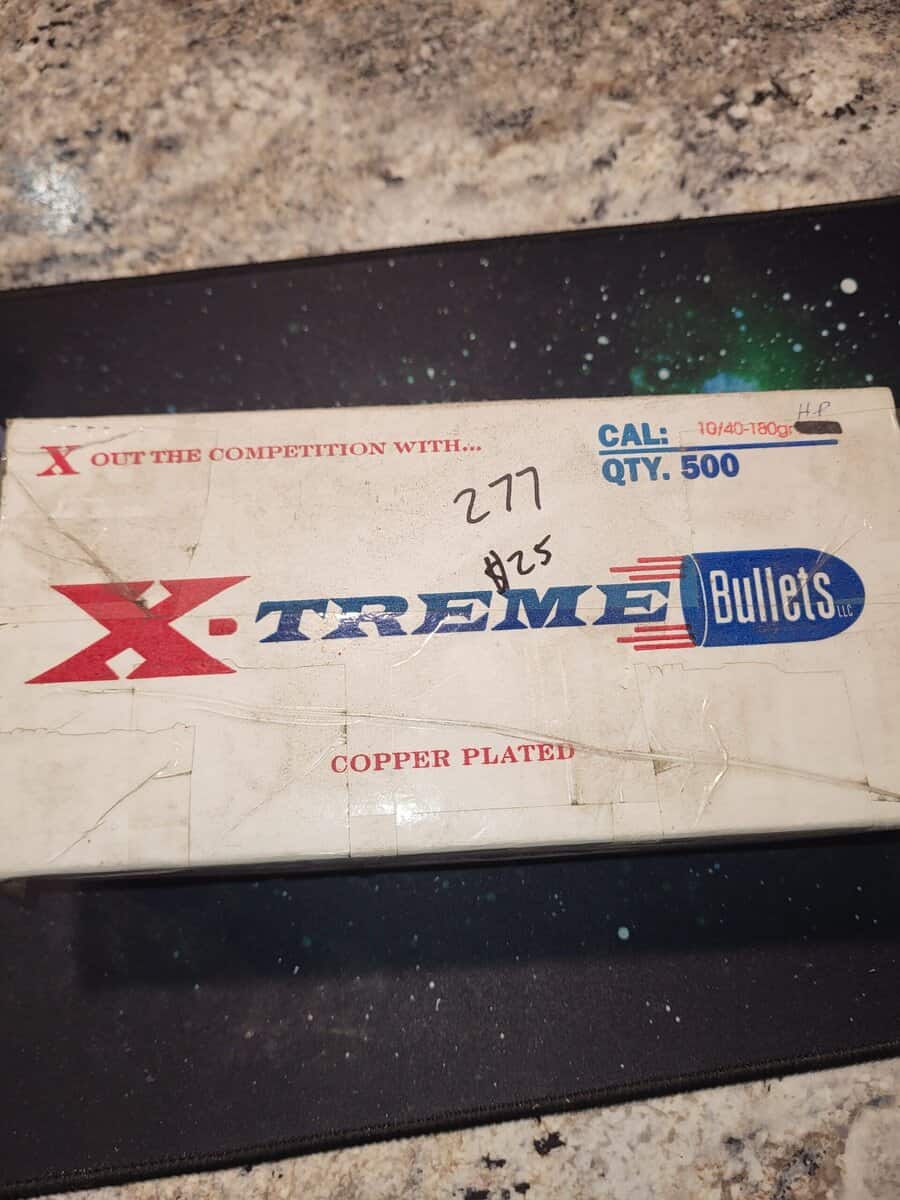 X OUT THE COMPETITION WITH...
CAL: 10/40-180gr HP
QTY. 500
277
$25
X-TREME Bullets LLC
COPPER PLATED